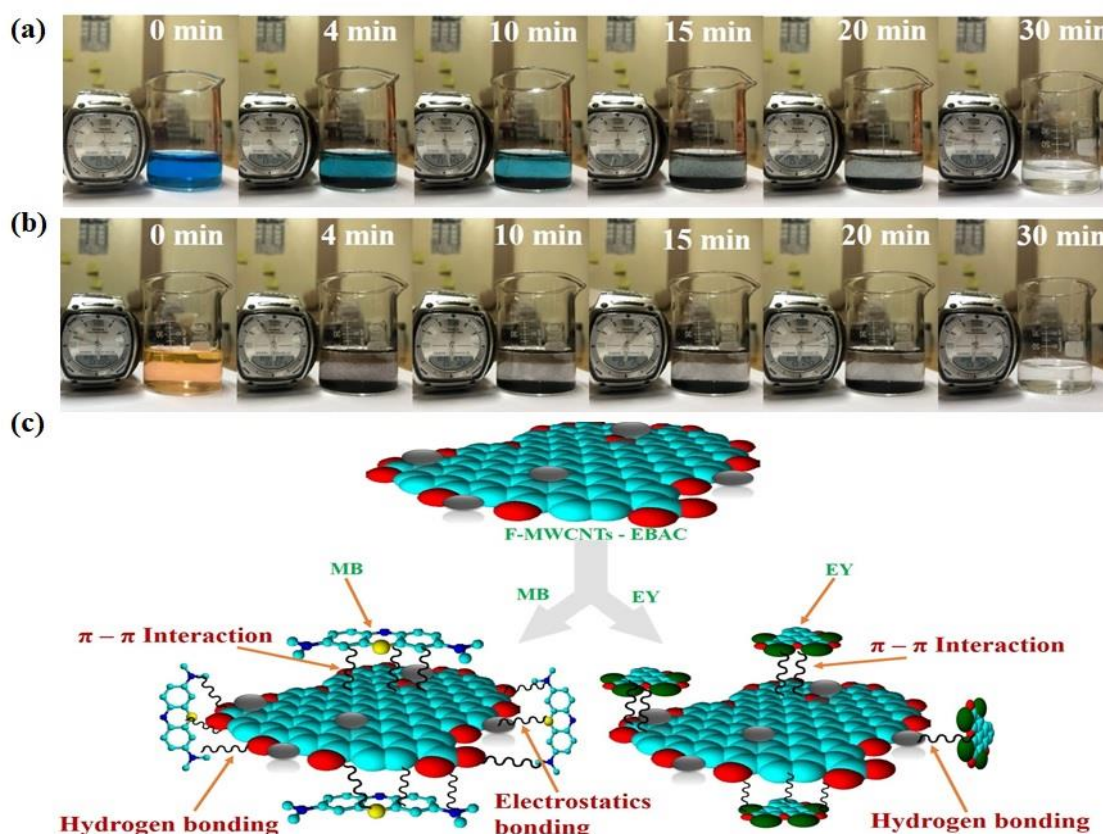 (a)
0 min
4 min
10 min
15 min
20 min
30 min
(b)
0 min
4 min
10 min
15 min
20 min
30 min
(c)
F-MWCNTs - EBAC
MB
MB
EY
EY
π – π Interaction
π – π Interaction
Hydrogen bonding
Electrostatics
bonding
Hydrogen bonding